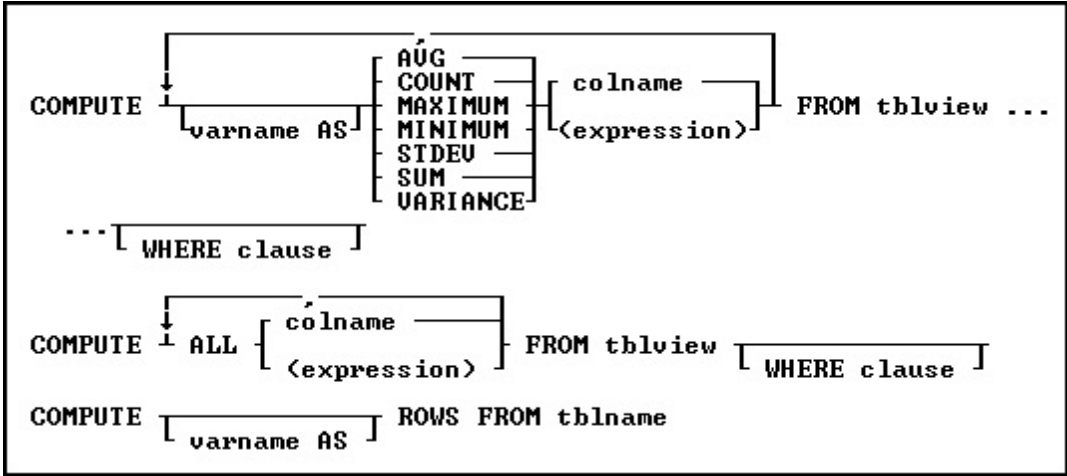 ,
AVG
COUNT
COMPUTE varname AS MAXIMUM colname FROM tblview ...
MINIMUM (expression)
STDEV
SUM
VARIANCE
... WHERE clause
,
COMPUTE ALL colname FROM tblview WHERE clause
(expression)
COMPUTE varname AS ROWS FROM tblname